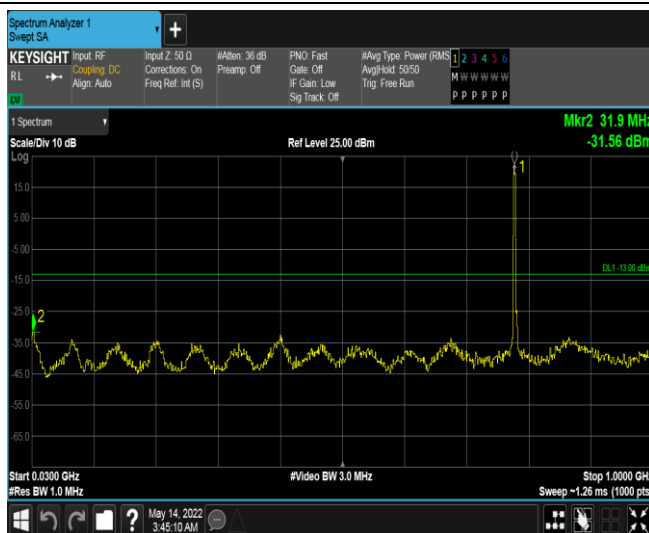 Spectrum Analyzer 1
Swept SA
+
KEYSIGHT
RL
Input: RF
Coupling: DC
Align: Auto
Input Z: 50 Ω
Corrections: On
Freq Ref: Int (S)
#Atten: 36 dB
Preamp: Off
PNO: Fast
Gate: Off
IF Gain: Low
Sig Track: Off
#Avg Type: Power (RMS
Avg|Hold: 50/50
Trig: Free Run
1 2 3 4 5 6
M W W W W W
P P P P P P
1 Spectrum
Mkr2 31.9 MHz
Scale/Div 10 dB
Ref Level 25.00 dBm
-31.56 dBm
Log
1
15.0
5.00
-5.00
DL1 -13.00 dBm
-15.0
-25.0
2
-35.0
-45.0
-55.0
-65.0
Start 0.0300 GHz
#Video BW 3.0 MHz
Stop 1.0000 GH
#Res BW 1.0 MHz
Sweep ~1.26 ms (1000 pts
?
May 14, 2022
3:45:10 AM